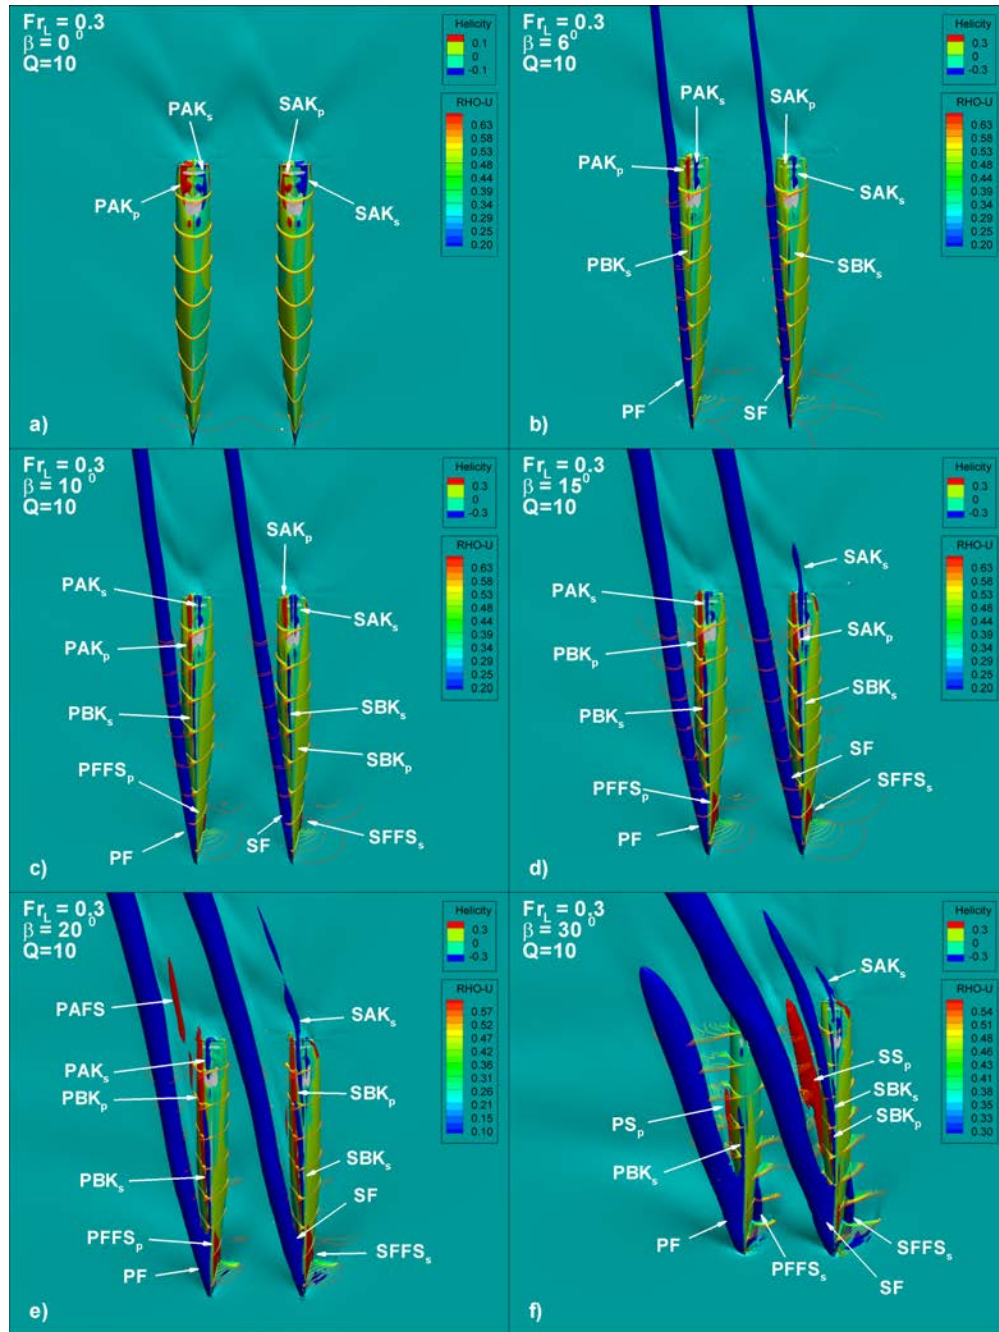 Fr_L = 0.3
β = 0⁰
Q=10
Helicity
0.1
0
-0.1
RHO-U
0.63
0.58
0.53
0.48
0.44
0.39
0.34
0.29
0.25
0.20
PAK_s
SAK_p
PAK_p
SAK_s
a)
Fr_L = 0.3
β = 6⁰
Q=10
Helicity
0.3
0
-0.3
RHO-U
0.63
0.58
0.53
0.48
0.44
0.39
0.34
0.29
0.25
0.20
PAK_s
SAK_p
PAK_p
SAK_s
PBK_s
SBK_s
PF
SF
b)
Fr_L = 0.3
β = 10⁰
Q=10
Helicity
0.3
0
-0.3
RHO-U
0.63
0.58
0.53
0.48
0.44
0.39
0.34
0.29
0.25
0.20
SAK_p
PAK_s
SAK_s
PAK_p
PBK_s
SBK_s
SBK_p
PFFS_p
PF
SF
SFFS_s
c)
Fr_L = 0.3
β = 15⁰
Q=10
Helicity
0.3
0
-0.3
RHO-U
0.63
0.58
0.53
0.48
0.44
0.39
0.34
0.29
0.25
0.20
SAK_s
PAK_s
SAK_p
PBK_p
SBK_s
PBK_s
SF
PFFS_p
SFFS_s
PF
d)
Fr_L = 0.3
β = 20⁰
Q=10
Helicity
0.3
0
-0.3
RHO-U
0.57
0.52
0.47
0.42
0.36
0.31
0.26
0.21
0.15
0.10
PAFS
SAK_s
PAK_s
PBK_p
SBK_p
SBK_s
PBK_s
SF
PFFS_p
SFFS_s
PF
e)
Fr_L = 0.3
β = 30⁰
Q=10
Helicity
0.3
0
-0.3
RHO-U
0.54
0.51
0.49
0.46
0.43
0.41
0.38
0.35
0.33
0.30
SAK_s
SS_p
SBK_s
SBK_p
PS_p
PBK_s
PF
PFFS_s
SFFS_s
SF
f)